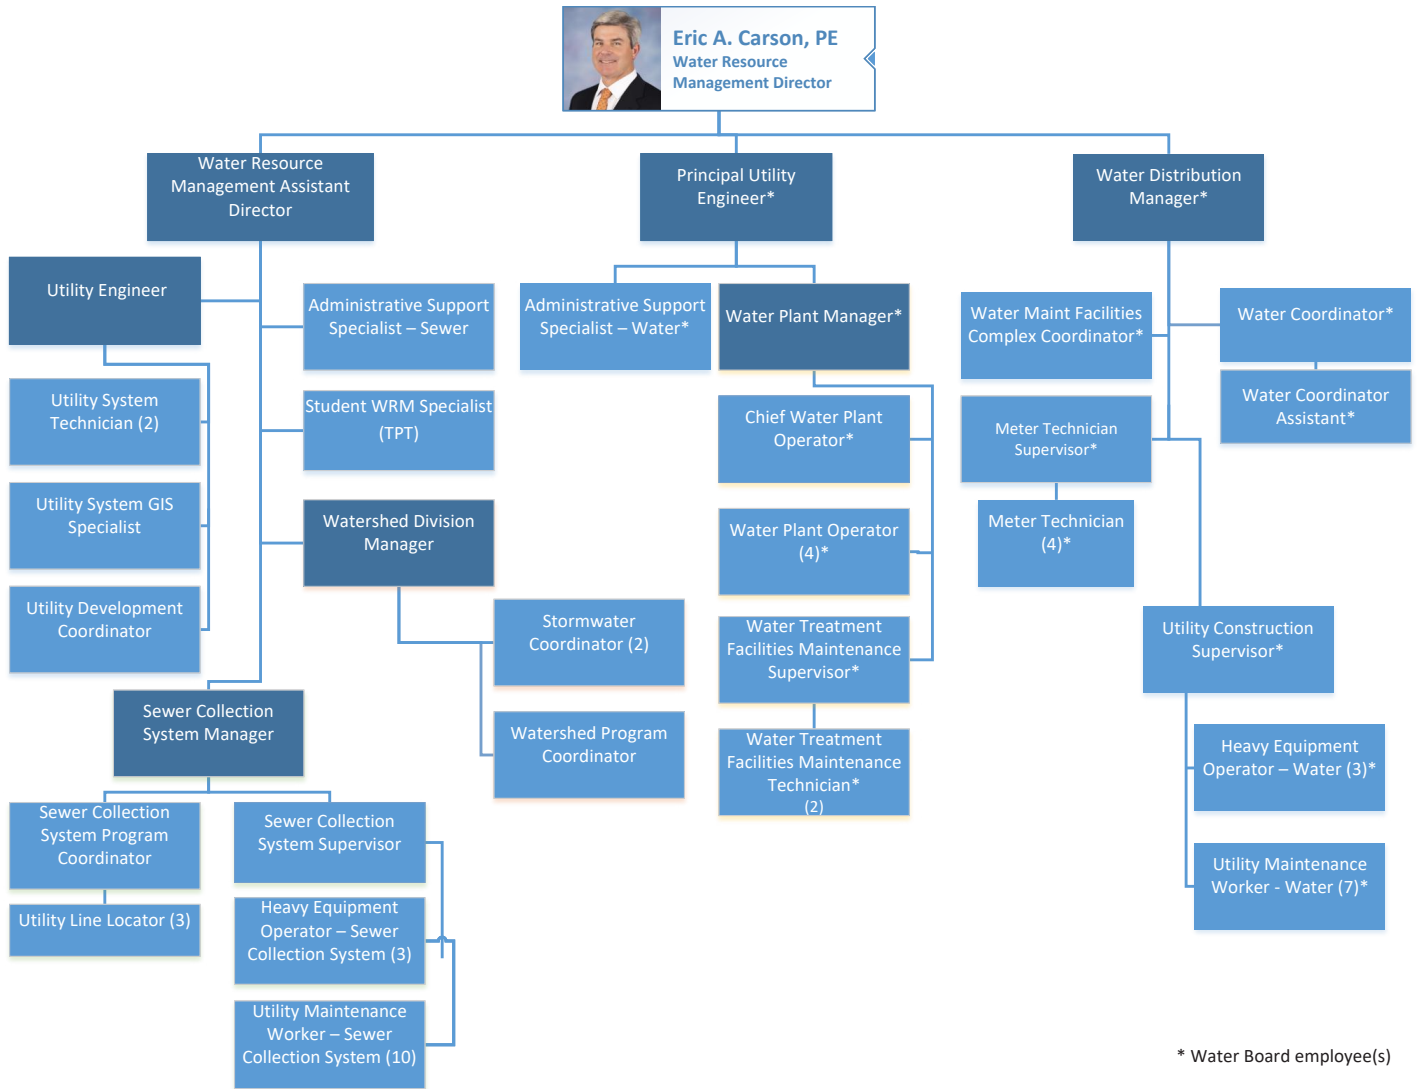 Eric A. Carson, PE
Water Resource
Management Director
Water Resource
Management Assistant
Director
Principal Utility
Engineer*
Water Distribution
Manager*
Utility Engineer
Administrative Support
Specialist – Sewer
Administrative Support
Specialist – Water*
Water Plant Manager*
Water Maint Facilities
Complex Coordinator*
Water Coordinator*
Utility System
Technician (2)
Student WRM Specialist
(TPT)
Chief Water Plant
Operator*
Meter Technician
Supervisor*
Water Coordinator
Assistant*
Utility System GIS
Specialist
Watershed Division
Manager
Water Plant Operator
(4)*
Meter Technician
(4)*
Utility Development
Coordinator
Stormwater
Coordinator (2)
Water Treatment
Facilities Maintenance
Supervisor*
Utility Construction
Supervisor*
Sewer Collection
System Manager
Watershed Program
Coordinator
Water Treatment
Facilities Maintenance
Technician*
(2)
Heavy Equipment
Operator – Water (3)*
Sewer Collection
System Program
Coordinator
Sewer Collection
System Supervisor
Utility Maintenance
Worker - Water (7)*
Utility Line Locator (3)
Heavy Equipment
Operator – Sewer
Collection System (3)
Utility Maintenance
Worker – Sewer
Collection System (10)
* Water Board employee(s)